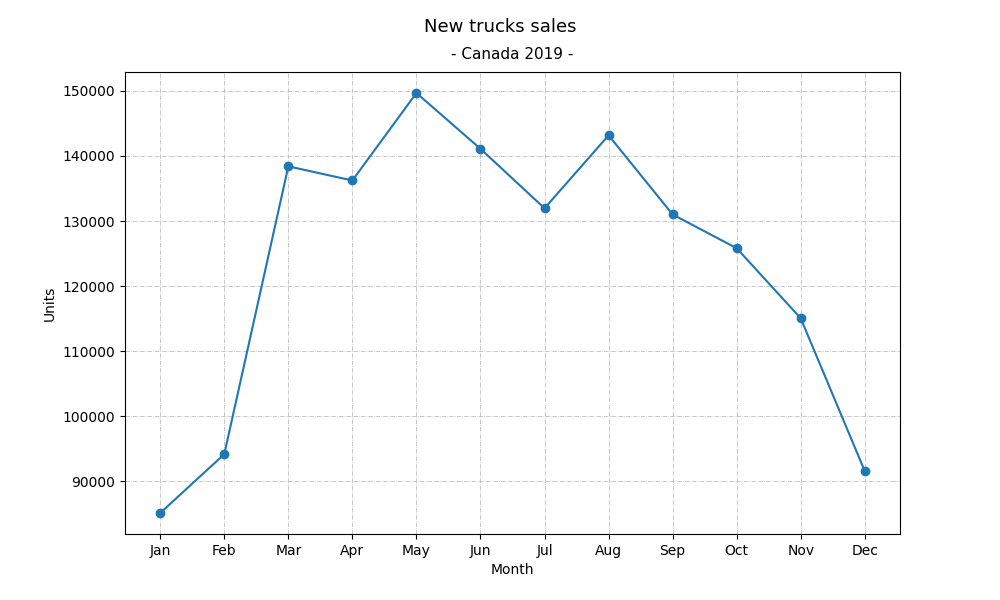 New trucks sales
- Canada 2019 -
150000
140000
130000
120000
110000
100000
90000
Units
Jan Feb Mar Apr May Jun Jul Aug Sep Oct Nov Dec
Month